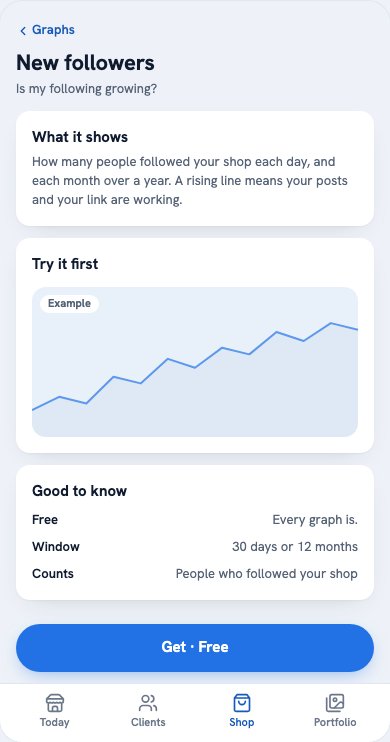 Graphs
New followers
Is my following growing?
What it shows
How many people followed your shop each day, and
each month over a year. A rising line means your posts
and your link are working.
Try it first
Example
Good to know
Free Every graph is.
Window 30 days or 12 months
Counts People who followed your shop
Get · Free
Today Clients Shop Portfolio